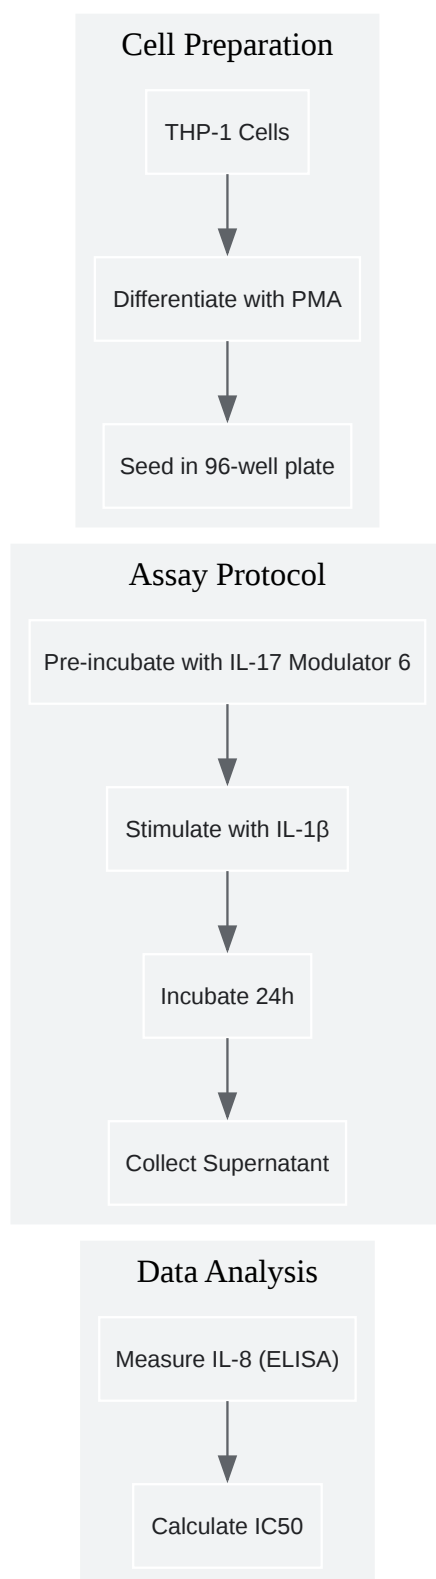 Cell Preparation
THP-1 Cells
Differentiate with PMA
Seed in 96-well plate
Assay Protocol
Pre-incubate with IL-17 Modulator 6
Stimulate with IL-1β
Incubate 24h
Collect Supernatant
Data Analysis
Measure IL-8 (ELISA)
Calculate IC50